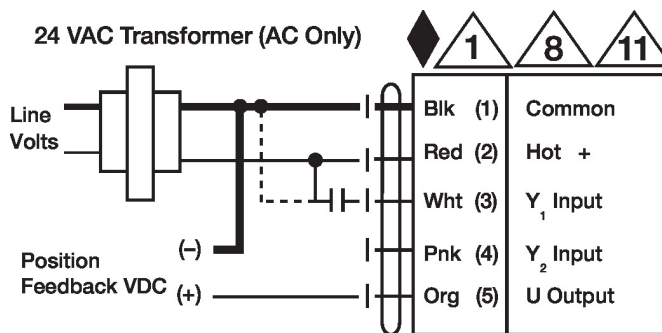 24 VAC Transformer (AC Only)
1
8
11
Line
Volts
Blk (1) Common
Red (2) Hot +
Wht (3) Y1 Input
Pnk (4) Y2 Input
Org (5) U Output
Position
Feedback VDC
(–)
(+)